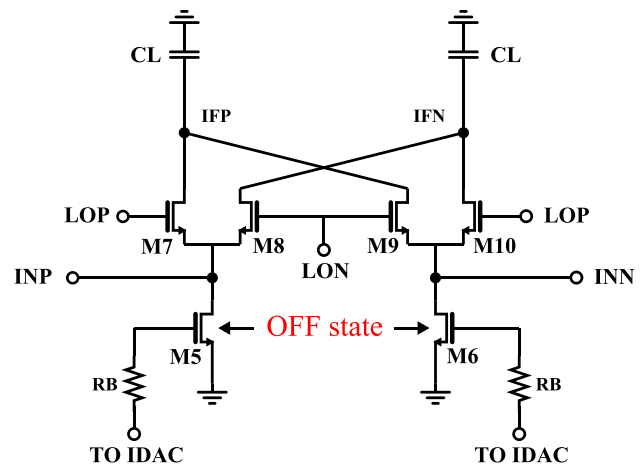 CL
CL
IFP
IFN
LOP
LOP
M7
M8
M9
M10
LON
INP
INN
OFF state
M5
M6
RB
RB
TO IDAC
TO IDAC